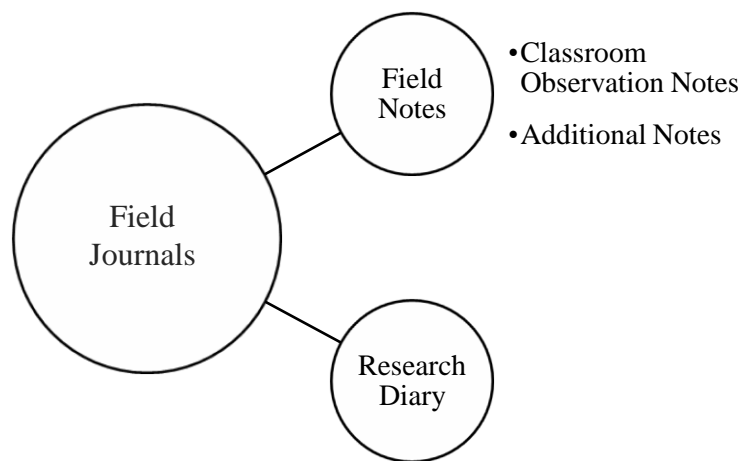 Field
Notes
•Classroom
Observation Notes
•Additional Notes
Field
Journals
Research
Diary